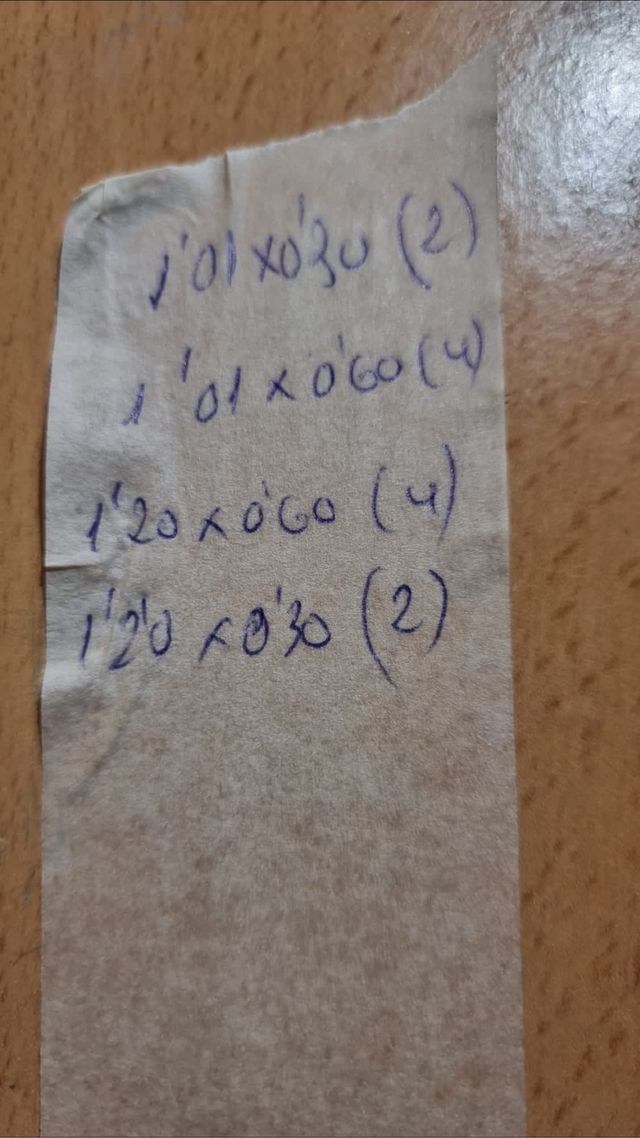 1'01 x 0'30 (2)
1'01 x 0'60 (4)
1'20 x 0'60 (4)
1'20 x 0'30 (2)